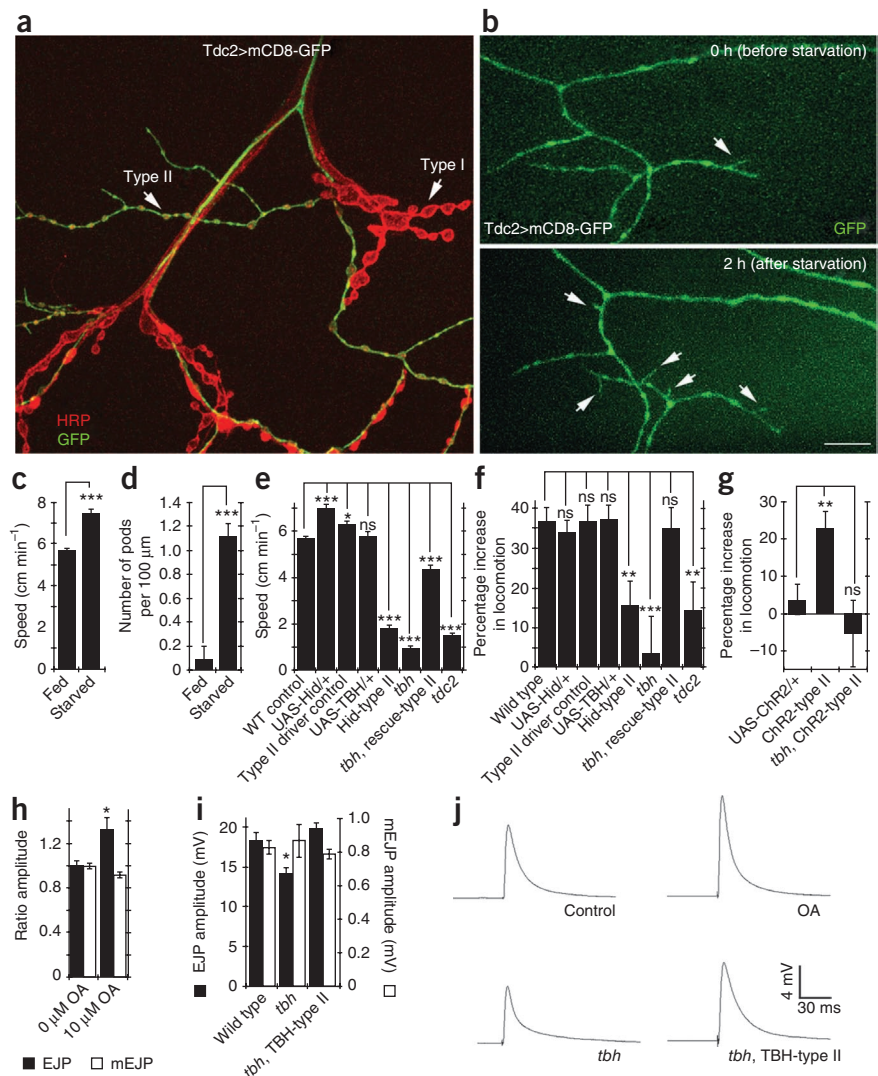 a
Tdc2>mCD8-GFP
Type II
Type I
HRP
GFP
b
0 h (before starvation)
Tdc2>mCD8-GFP
GFP
2 h (after starvation)
c
Speed (cm min⁻¹)
8
6
4
2
0
***
Fed
Starved
d
Number of pods
per 100 µm
1.4
1.2
1.0
0.8
0.6
0.4
0.2
0
***
Fed
Starved
e
Speed (cm min⁻¹)
6
4
2
0
***
*
ns
***
***
***
***
WT control
UAS-Hid/+
Type II driver control
UAS-TBH/+
Hid-type II
tbh
tbh, rescue-type II
tdc2
f
Percentage increase
in locomotion
40
35
30
25
20
15
10
5
0
ns
ns
ns
**
***
ns
**
Wild type
UAS-Hid/+
Type II driver control
UAS-TBH/+
Hid-type II
tbh
tbh, rescue-type II
tdc2
g
Percentage increase
in locomotion
30
20
10
0
−10
**
ns
UAS-ChR2/+
ChR2-type II
tbh, ChR2-type II
h
Ratio amplitude
1.2
0.8
0.4
0
*
0 µM OA
10 µM OA
EJP
mEJP
i
EJP amplitude (mV)
20
15
10
5
0
*
1.0
0.8
0.6
0.4
0.2
0
mEJP
amplitude (mV)
Wild type
tbh
tbh, TBH-type II
j
Control
OA
4 mV
30 ms
tbh
tbh, TBH-type II